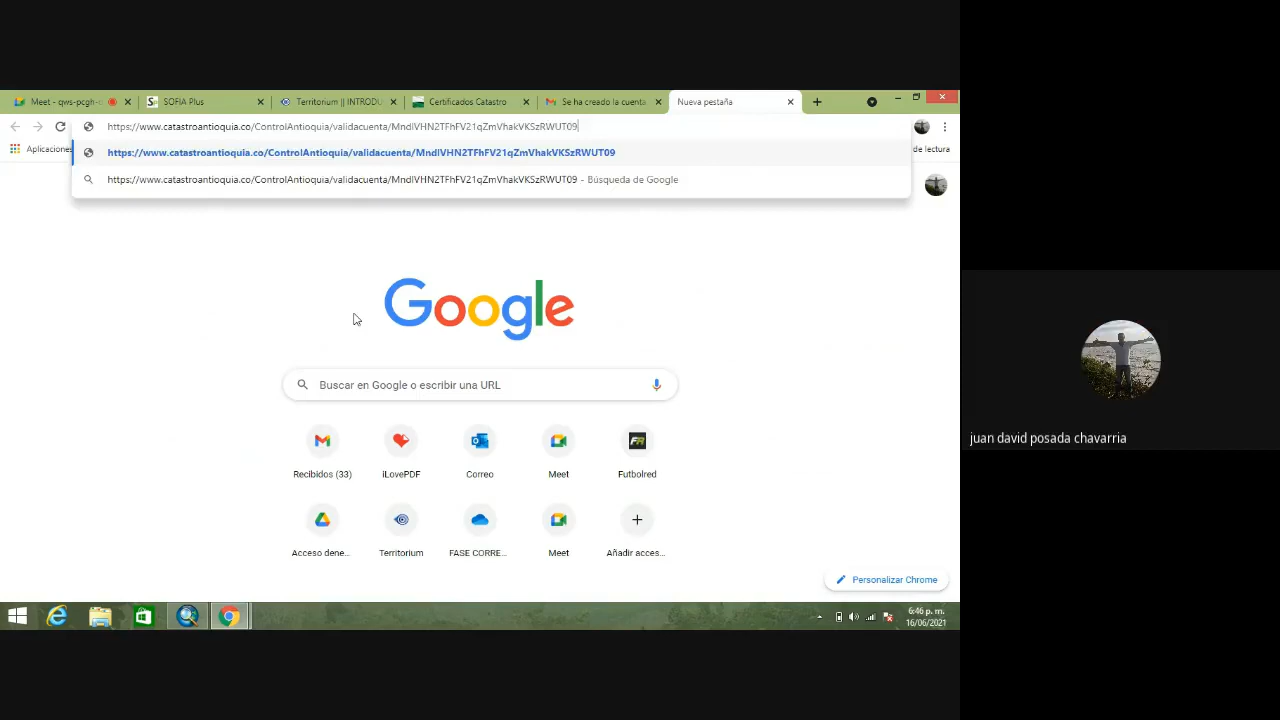 Meet - qws-pcgh-
SOFIA Plus
Territorium || INTRODU
Certificados Catastro
Se ha creado la cuenta
Nueva pestaña
https://www.catastroantioquia.co/ControlAntioquia/validacuenta/MndIVHN2TFhFV21qZmVhakVKSzRWUT09
Aplicaciones
de lectura
https://www.catastroantioquia.co/ControlAntioquia/validacuenta/MndIVHN2TFhFV21qZmVhakVKSzRWUT09
https://www.catastroantioquia.co/ControlAntioquia/validacuenta/MndIVHN2TFhFV21qZmVhakVKSzRWUT09 - Búsqueda de Google
Google
Buscar en Google o escribir una URL
Recibidos (33)
iLovePDF
Correo
Meet
Futbolred
Acceso dene...
Territorium
FASE CORRE...
Meet
Añadir acces...
Personalizar Chrome
6:46 p. m.
16/06/2021
juan david posada chavarria